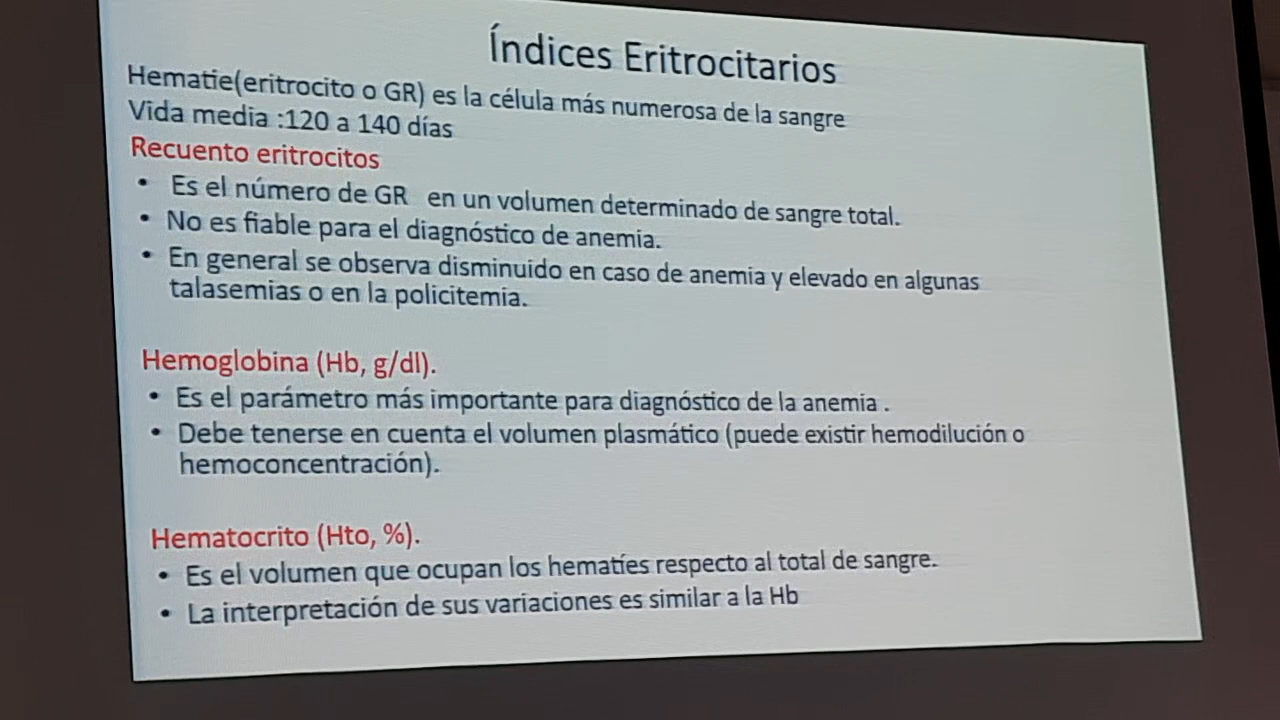 Índices Eritrocitarios
Hematie(eritrocito o GR) es la célula más numerosa de la sangre
Vida media :120 a 140 días
Recuento eritrocitos
• Es el número de GR en un volumen determinado de sangre total.
• No es fiable para el diagnóstico de anemia.
• En general se observa disminuido en caso de anemia y elevado en algunas
talasemias o en la policitemia.
Hemoglobina (Hb, g/dl).
• Es el parámetro más importante para diagnóstico de la anemia .
• Debe tenerse en cuenta el volumen plasmático (puede existir hemodilución o
hemoconcentración).
Hematocrito (Hto, %).
• Es el volumen que ocupan los hematíes respecto al total de sangre.
• La interpretación de sus variaciones es similar a la Hb